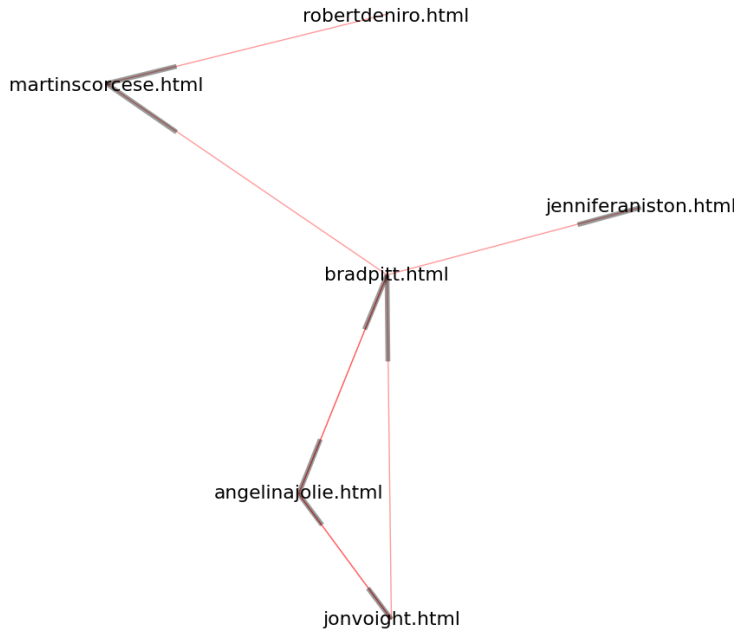 robertdeniro.html
martinscorcese.html
jenniferaniston.html
bradpitt.html
angelinajolie.html
jonvoight.html